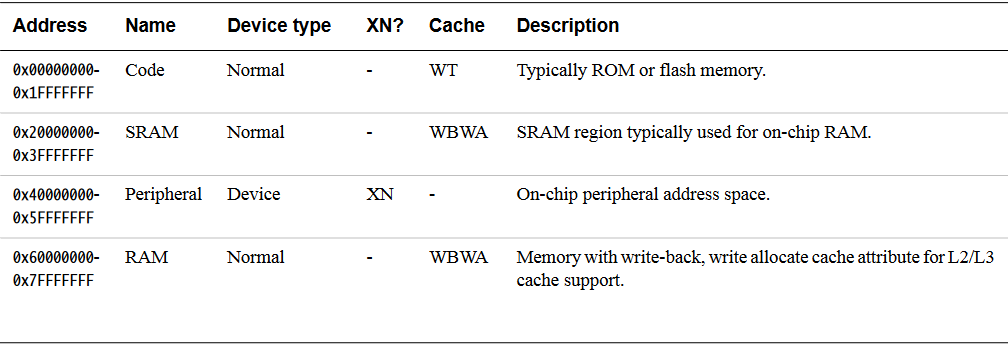 Address Name Device type XN? Cache Description
0x00000000- Code Normal - WT Typically ROM or flash memory.
0x1FFFFFFF
0x20000000- SRAM Normal - WBWA SRAM region typically used for on-chip RAM.
0x3FFFFFFF
0x40000000- Peripheral Device XN - On-chip peripheral address space.
0x5FFFFFFF
0x60000000- RAM Normal - WBWA Memory with write-back, write allocate cache attribute for L2/L3
0x7FFFFFFF cache support.